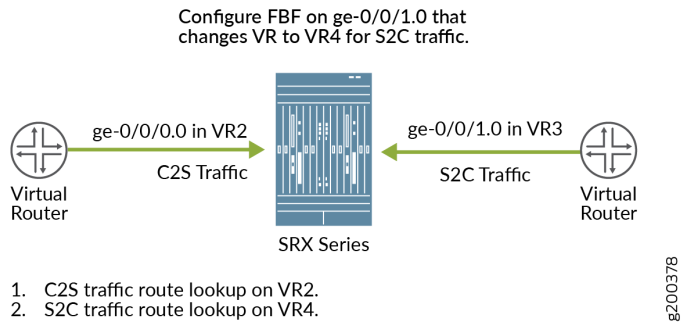 Configure FBF on ge-0/0/1.0 that
changes VR to VR4 for S2C traffic.
ge-0/0/0.0 in VR2
ge-0/0/1.0 in VR3
C2S Traffic
S2C Traffic
Virtual
Router
Virtual
Router
SRX Series
1. C2S traffic route lookup on VR2.
2. S2C traffic route lookup on VR4.
g200378